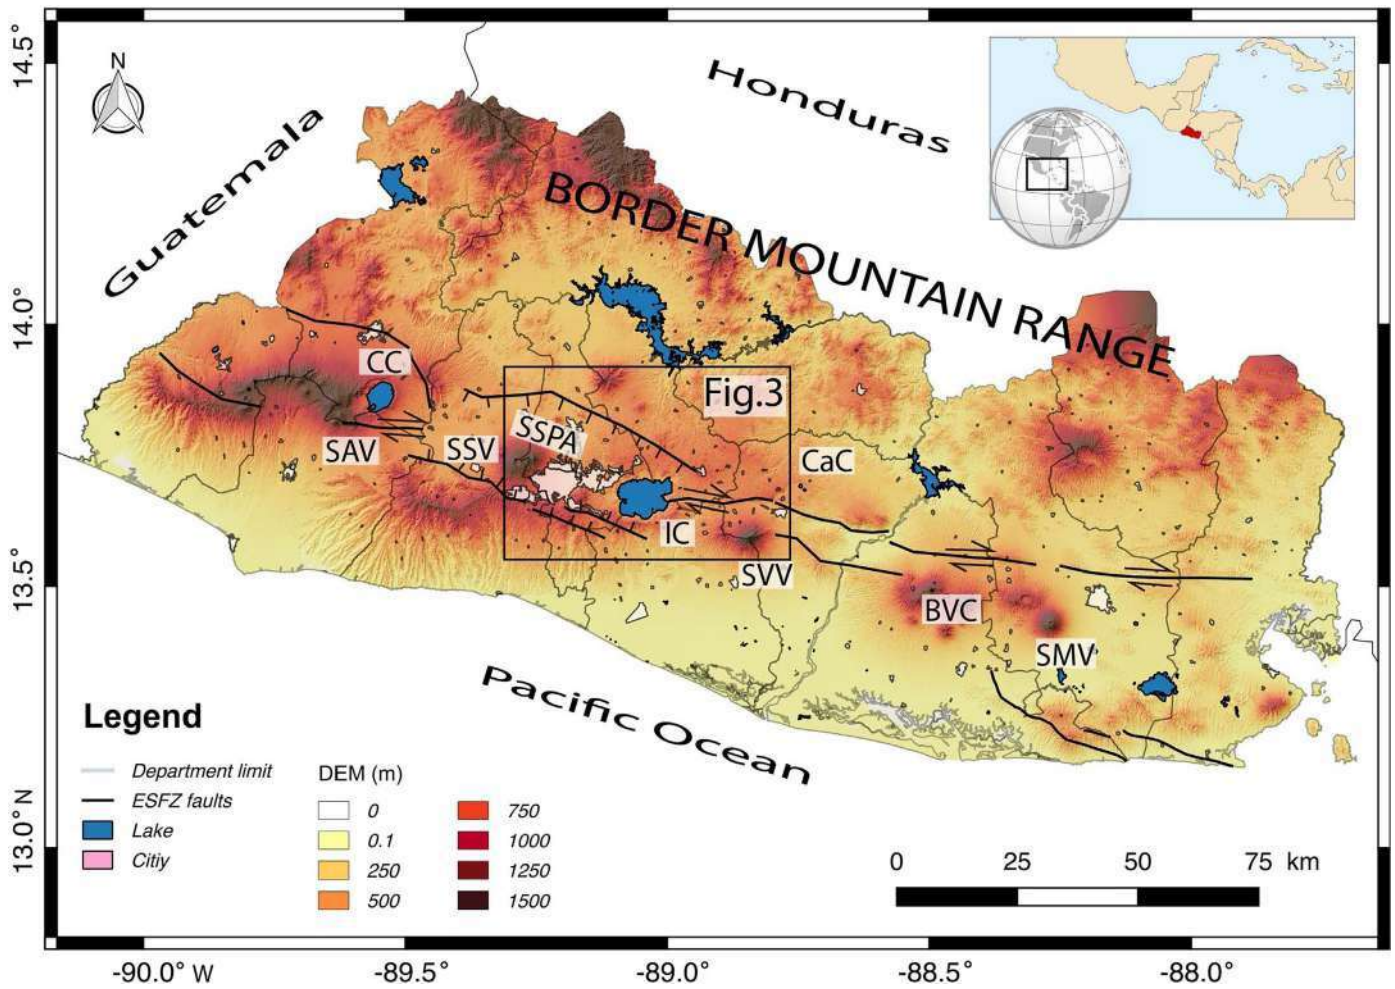 14.5°
14.0°
13.5°
13.0° N
N
Guatemala
Honduras
BORDER MOUNTAIN RANGE
CC
Fig.3
SAV
SSV
SSPA
CaC
IC
SVV
BVC
SMV
Pacific Ocean
Legend
Department limit
ESFZ faults
Lake
Citiy
DEM (m)
0
0.1
250
500
750
1000
1250
1500
0 25 50 75 km
-90.0° W -89.5° -89.0° -88.5° -88.0°